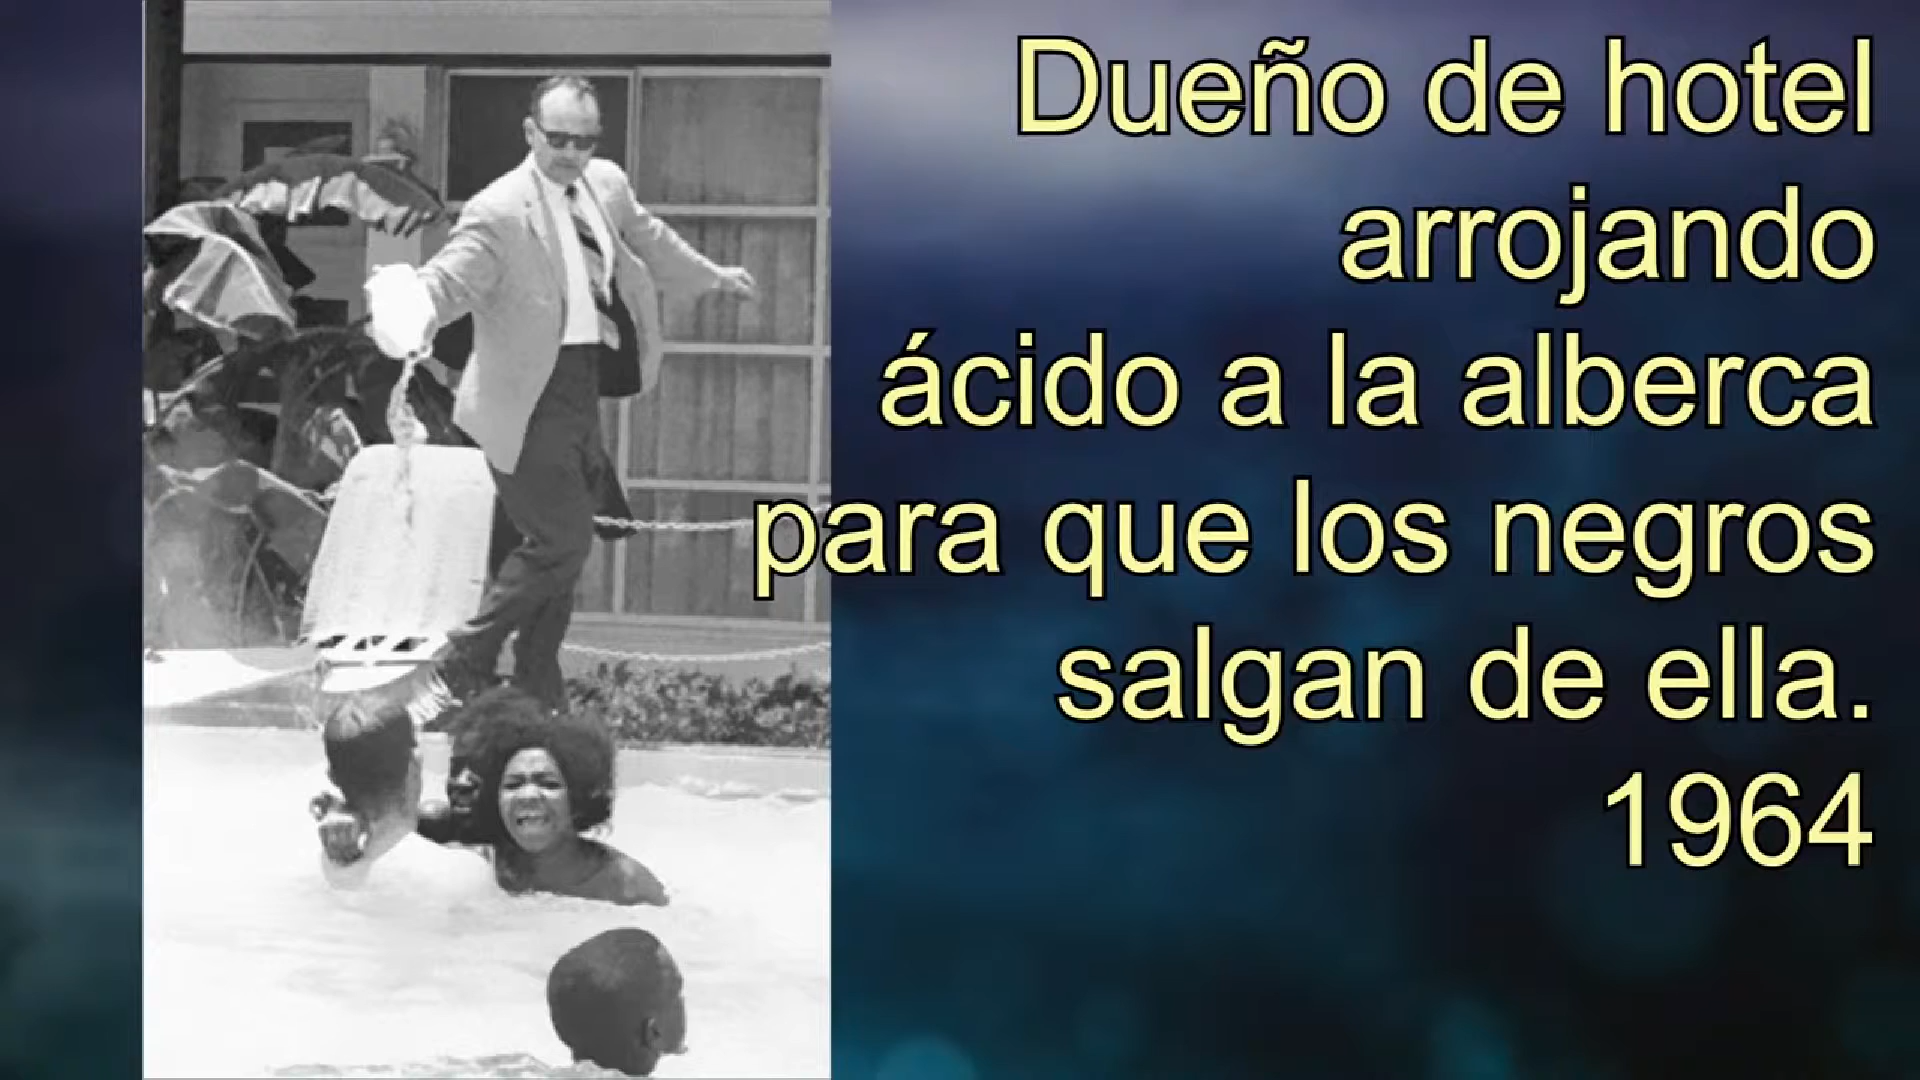 Dueño de hotel
arrojando
ácido a la alberca
para que los negros
salgan de ella.
1964